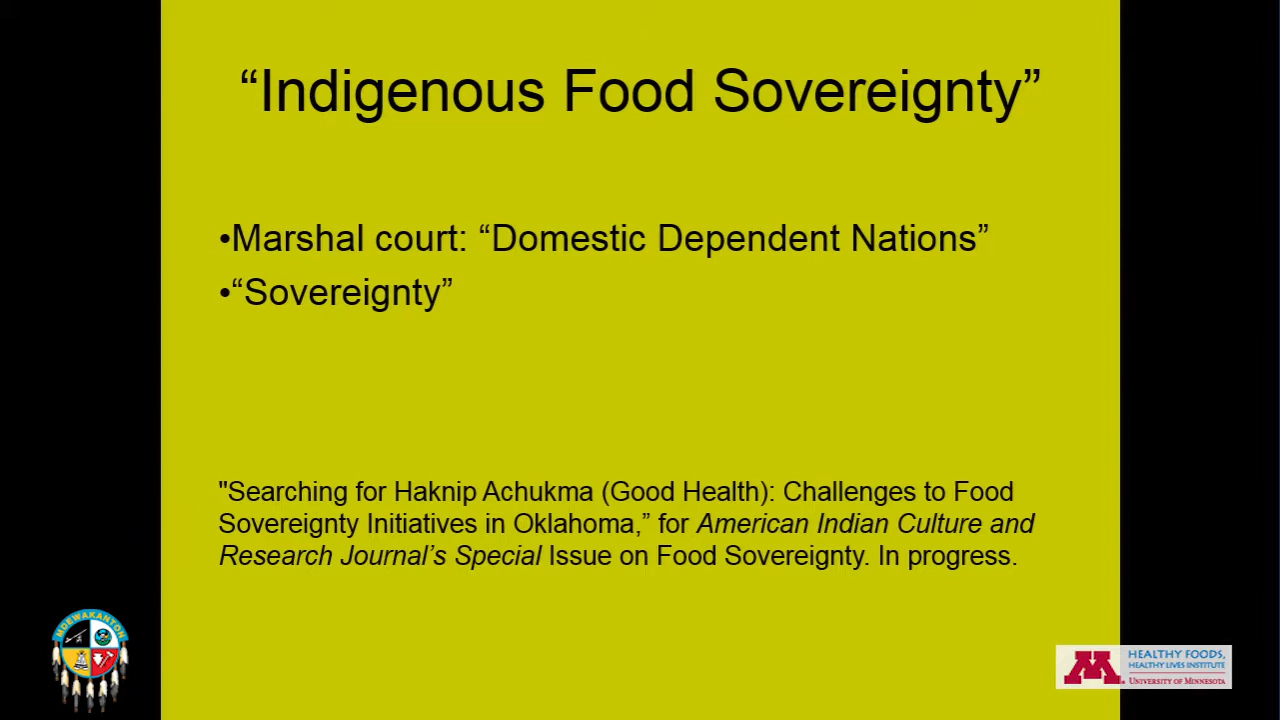 “Indigenous Food Sovereignty”
•Marshal court: “Domestic Dependent Nations”
•“Sovereignty”
"Searching for Haknip Achukma (Good Health): Challenges to Food
Sovereignty Initiatives in Oklahoma,” for American Indian Culture and
Research Journal’s Special Issue on Food Sovereignty. In progress.
MDEWAKANTON
M.
HEALTHY FOODS,
HEALTHY LIVES INSTITUTE
UNIVERSITY OF MINNESOTA